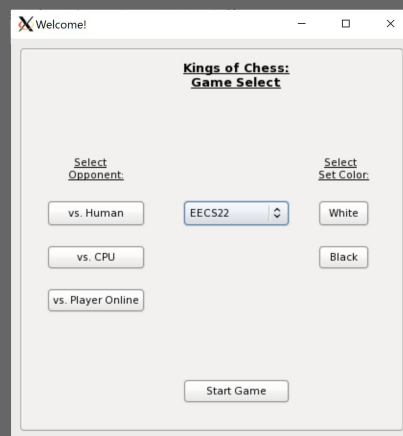 Welcome!
Kings of Chess:
Game Select
Select
Opponent:
Select
Set Color:
vs. Human
EECS22
White
vs. CPU
Black
vs. Player Online
Start Game